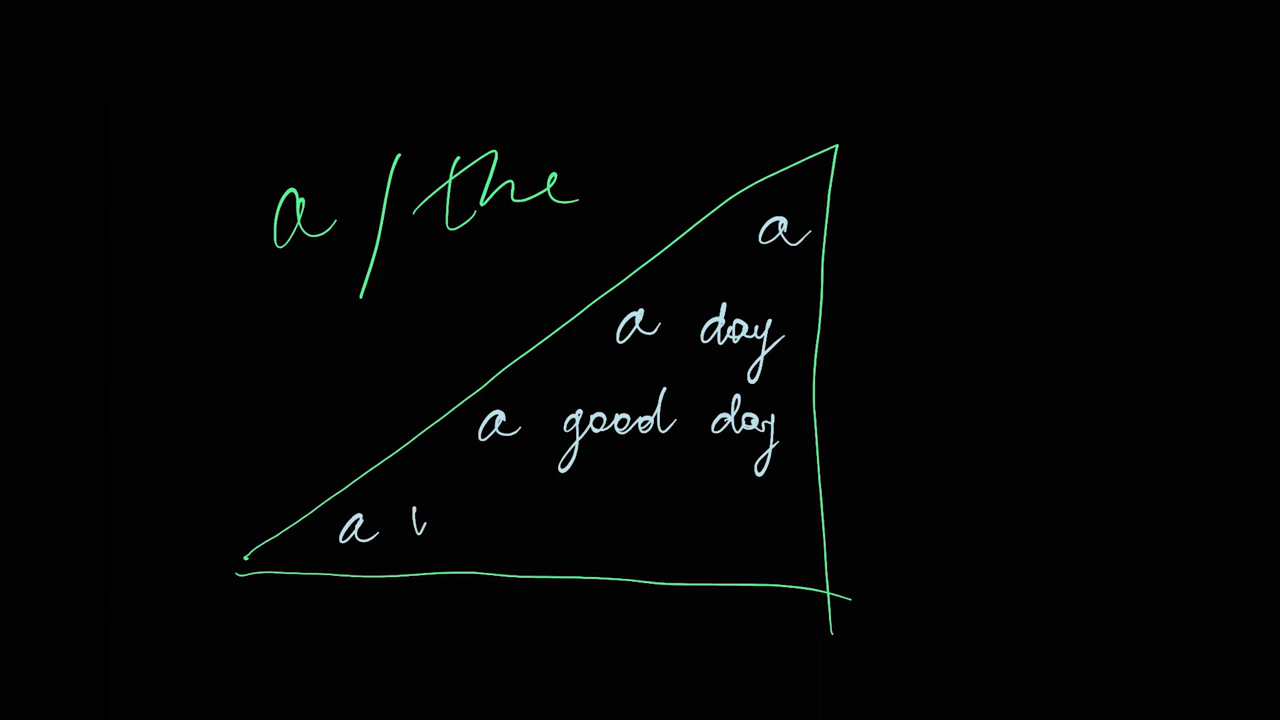 a / the
a
a day
a good day
a